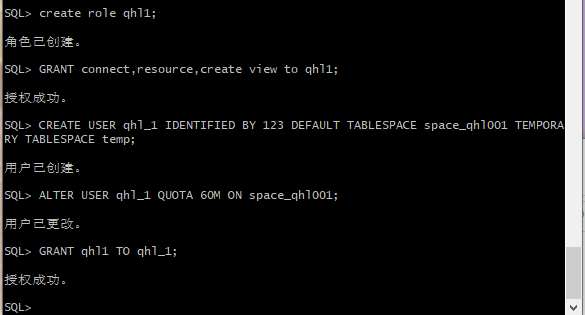 SQL> create role qhl1;
角色已创建。
SQL> GRANT connect,resource,create view to qhl1;
授权成功。
SQL> CREATE USER qhl_1 IDENTIFIED BY 123 DEFAULT TABLESPACE space_qhl001 TEMPORA
RY TABLESPACE temp;
用户已创建。
SQL> ALTER USER qhl_1 QUOTA 60M ON space_qhl001;
用户已更改。
SQL> GRANT qhl1 TO qhl_1;
授权成功。
SQL>